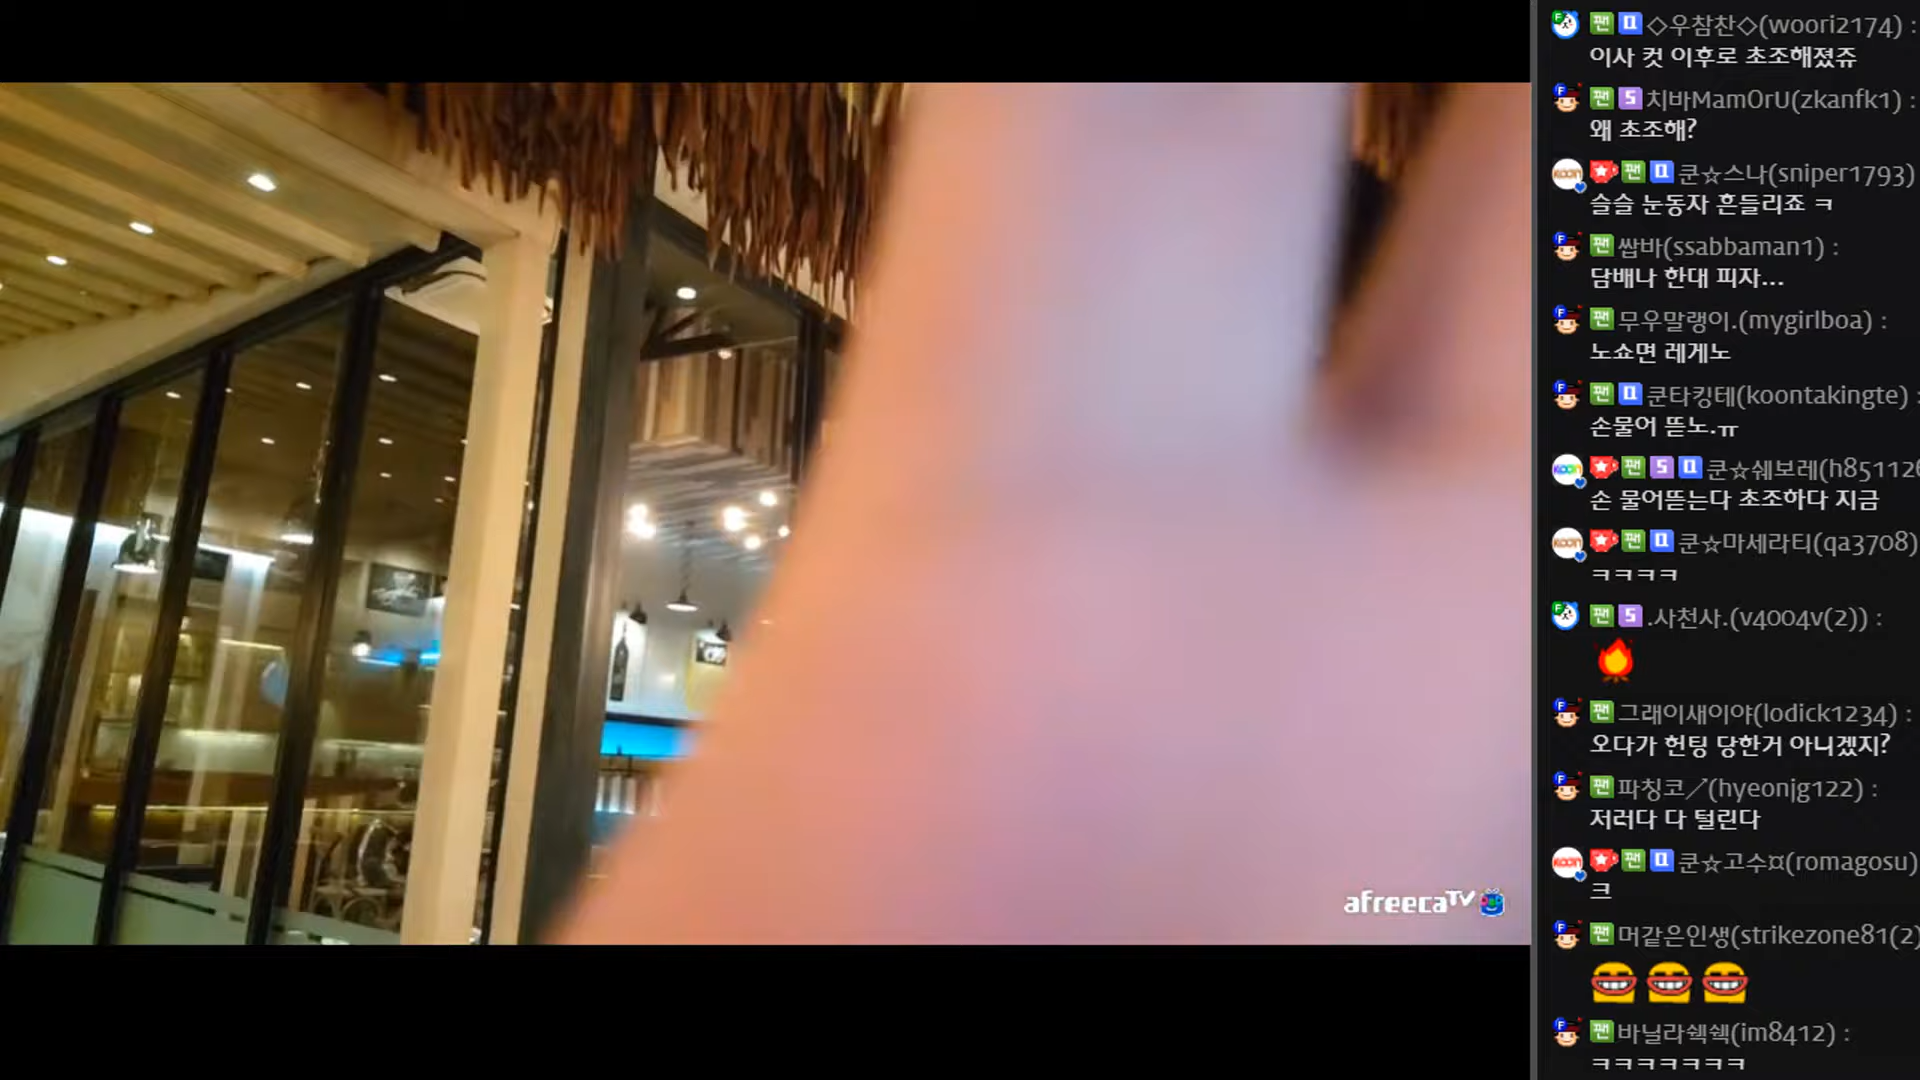 ◇우참찬◇(woori2174) :
이사 컷 이후로 초조해졌쥬
치바MamOrU(zkanfk1) :
왜 초조해?
쿤☆스나(sniper1793)
슬슬 눈동자 흔들리죠 ㅋ
쌉바(ssabbaman1) :
담배나 한대 피자...
무우말랭이.(mygirlboa) :
노쇼면 레게노
쿤타킹테(koontakingte) :
손물어 뜯노.ㅠ
쿤☆쉐보레(h85112
손 물어뜯는다 초조하다 지금
쿤☆마세라티(qa3708)
ㅋㅋㅋㅋ
.사천사.(v4004v(2)) :
그래이새이야(lodick1234) :
오다가 헌팅 당한거 아니겠지?
파칭코／(hyeonjg122) :
저러다 다 털린다
쿤☆고수¤(romagosu)
크
afreecaTV
머같은인생(strikezone81(2)
바닐라쉑쉑(im8412) :
ㅋㅋㅋㅋㅋㅋㅋ